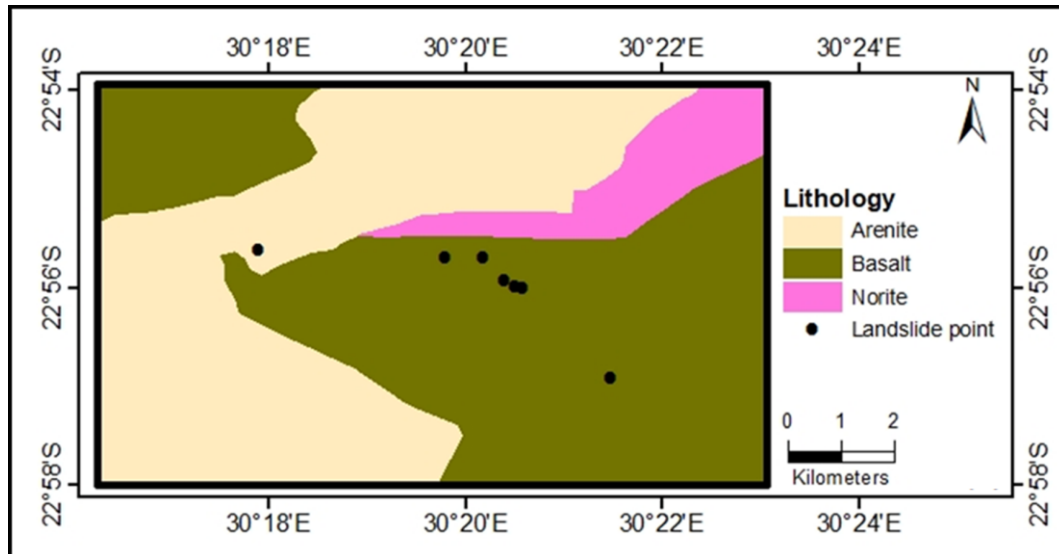 30°18'E 30°20'E 30°22'E 30°24'E
22°54'S
22°54'S
N
Lithology
Arenite
Basalt
Norite
Landslide point
22°56'S
22°56'S
0 1 2
Kilometers
22°58'S
22°58'S
30°18'E 30°20'E 30°22'E 30°24'E